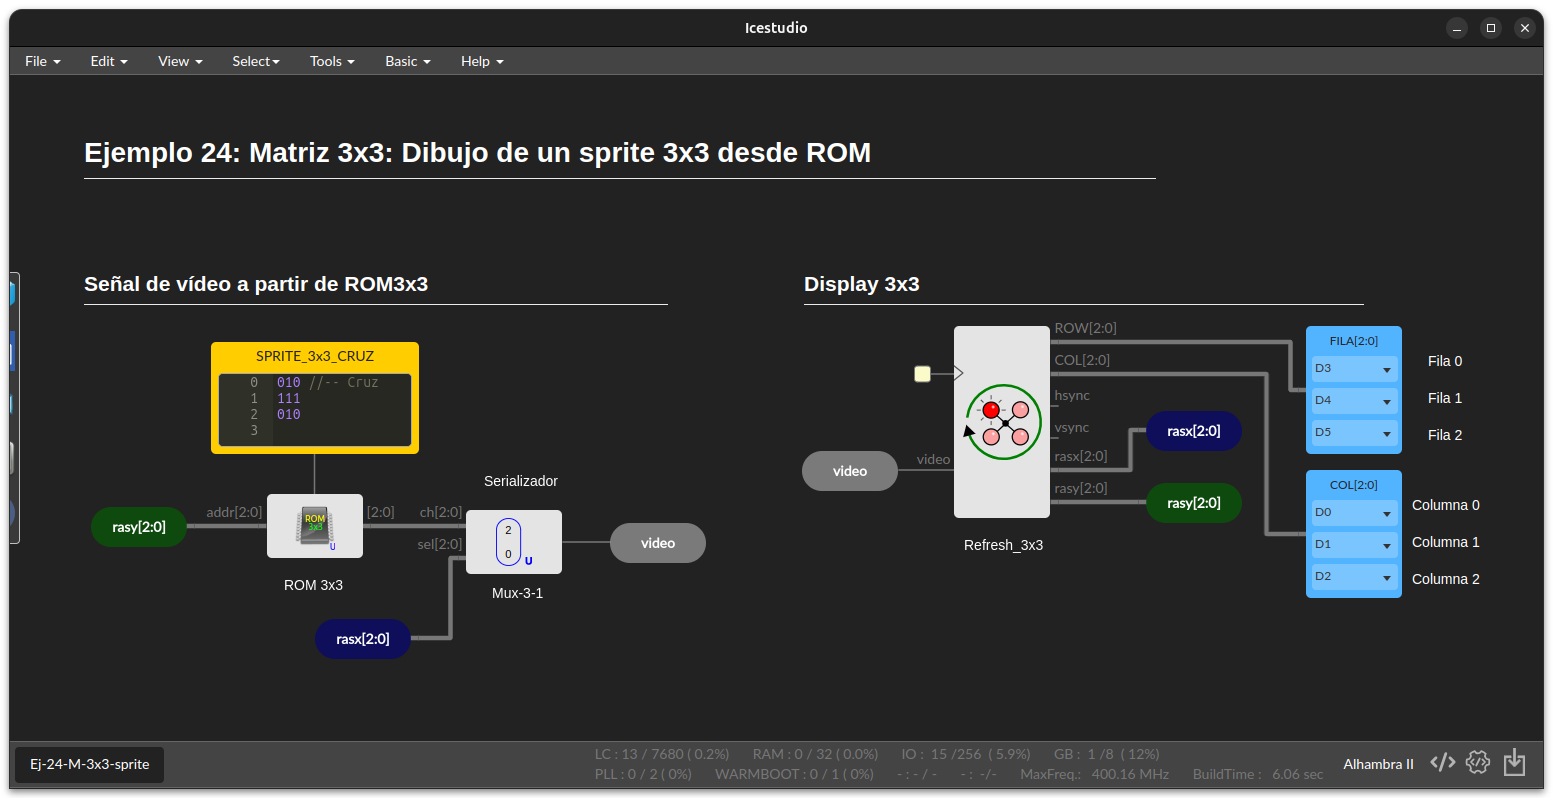 Icestudio
File Edit View Select Tools Basic Help
Ejemplo 24: Matriz 3x3: Dibujo de un sprite 3x3 desde ROM
Señal de vídeo a partir de ROM3x3
SPRITE_3x3_CRUZ
0 010 //-- Cruz
1 111
2 010
3
Serializador
rasy[2:0]
addr[2:0]
ROM
3x3
U
[2:0]
ROM 3x3
ch[2:0]
sel[2:0]
2
0
U
Mux-3-1
video
rasx[2:0]
Display 3x3
video
video
ROW[2:0]
COL[2:0]
hsync
vsync
rasx[2:0]
rasy[2:0]
Refresh_3x3
rasx[2:0]
rasy[2:0]
FILA[2:0]
D3 Fila 0
D4 Fila 1
D5 Fila 2
COL[2:0]
D0 Columna 0
D1 Columna 1
D2 Columna 2
Ej-24-M-3x3-sprite
LC : 13 / 7680 ( 0.2%) RAM : 0 / 32 ( 0.0%) IO : 15 /256 ( 5.9%) GB : 1 /8 ( 12%)
PLL : 0 / 2 ( 0%) WARMBOOT : 0 / 1 ( 0%) - : - / - - : -/- MaxFreq.: 400.16 MHz BuildTime : 6.06 sec
Alhambra II